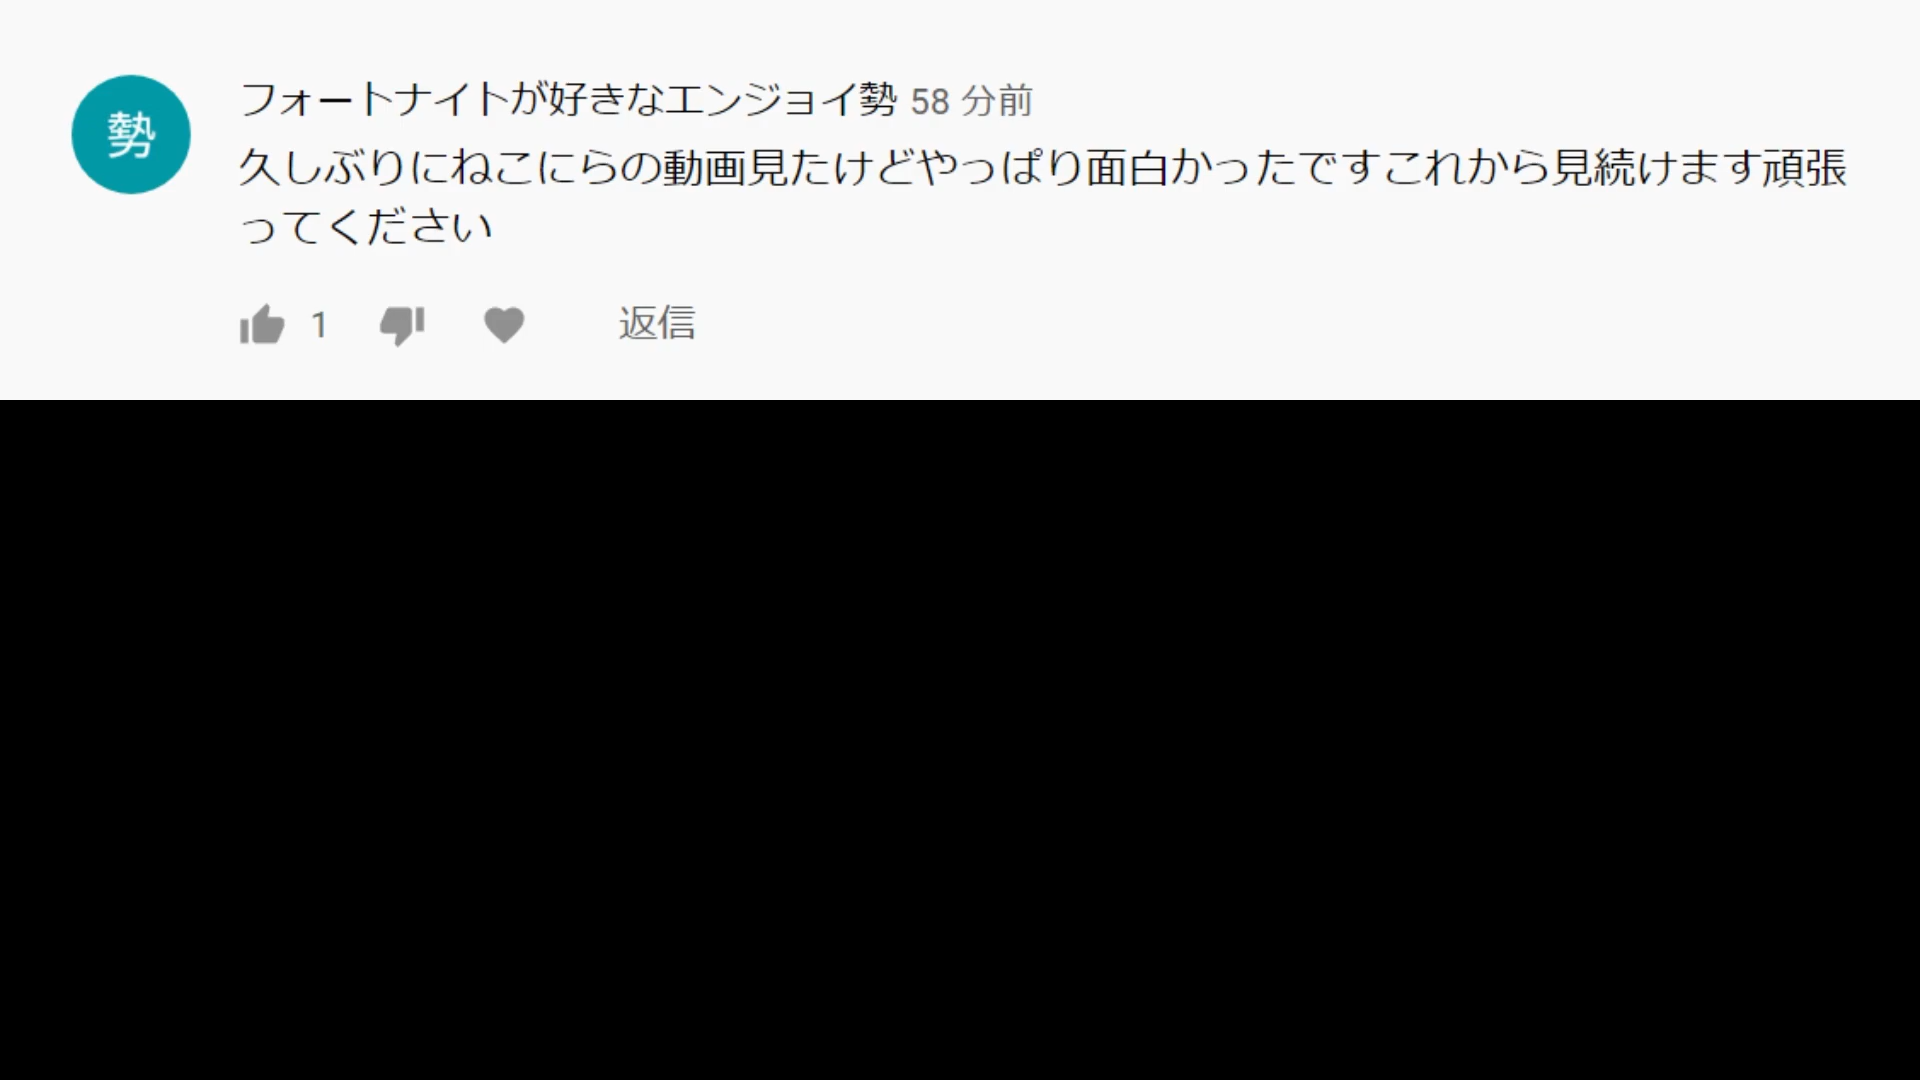 勢
フォートナイトが好きなエンジョイ勢 58 分前
久しぶりにねこにらの動画見たけどやっぱり面白かったですこれから見続けます頑張
ってください
1 返信